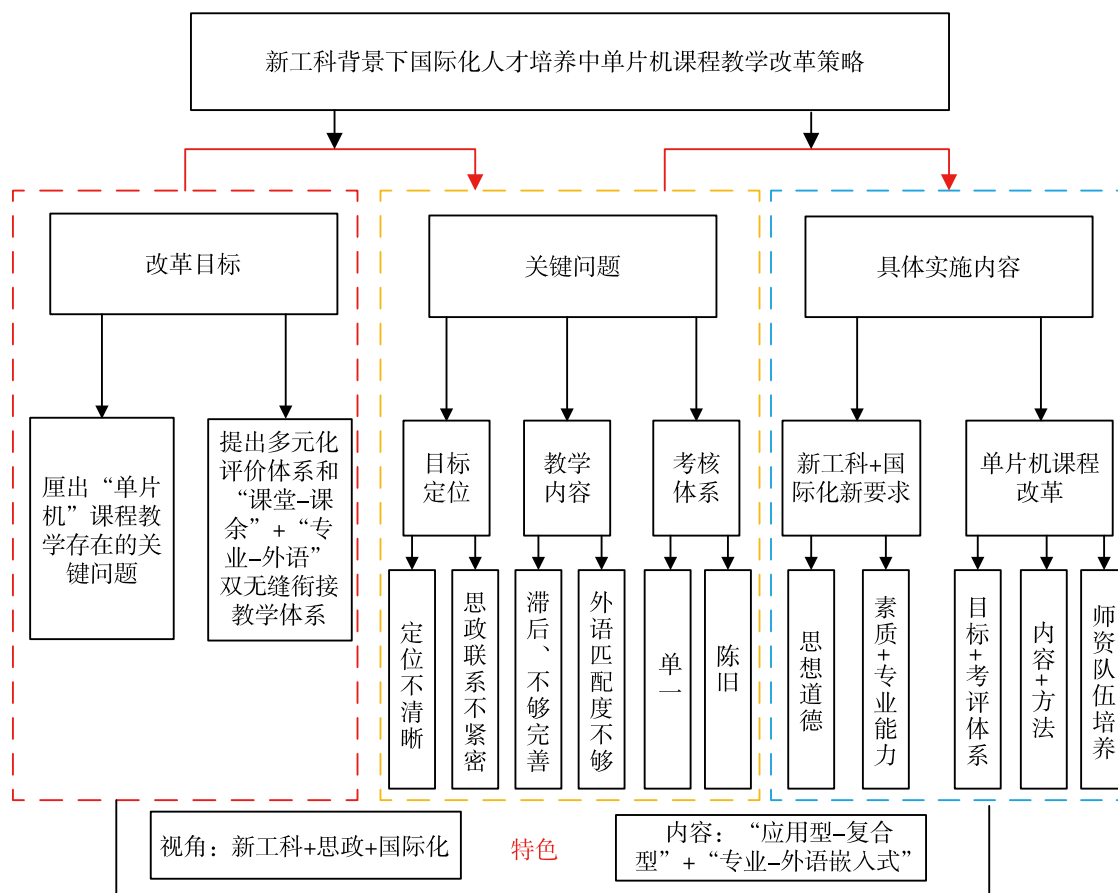 新工科背景下国际化人才培养中单片机课程教学改革策略
改革目标
关键问题
具体实施内容
厘出“单片
机”课程教
学存在的关
键问题
提出多元化
评价体系和
“课堂-课
余”+“专
业-外语”
双无缝衔接
教学体系
目标
定位
教学
内容
考核
体系
新工科+国
际化新要求
单片机课程
改革
定位不清晰
思政联系不紧密
滞后、不够完善
外语匹配度不够
单一
陈旧
思想道德
素质+专业能力
目标+考评体系
内容+方法
师资队伍培养
视角：新工科+思政+国际化
特色
内容：“应用型-复合
型”+“专业-外语嵌入式”